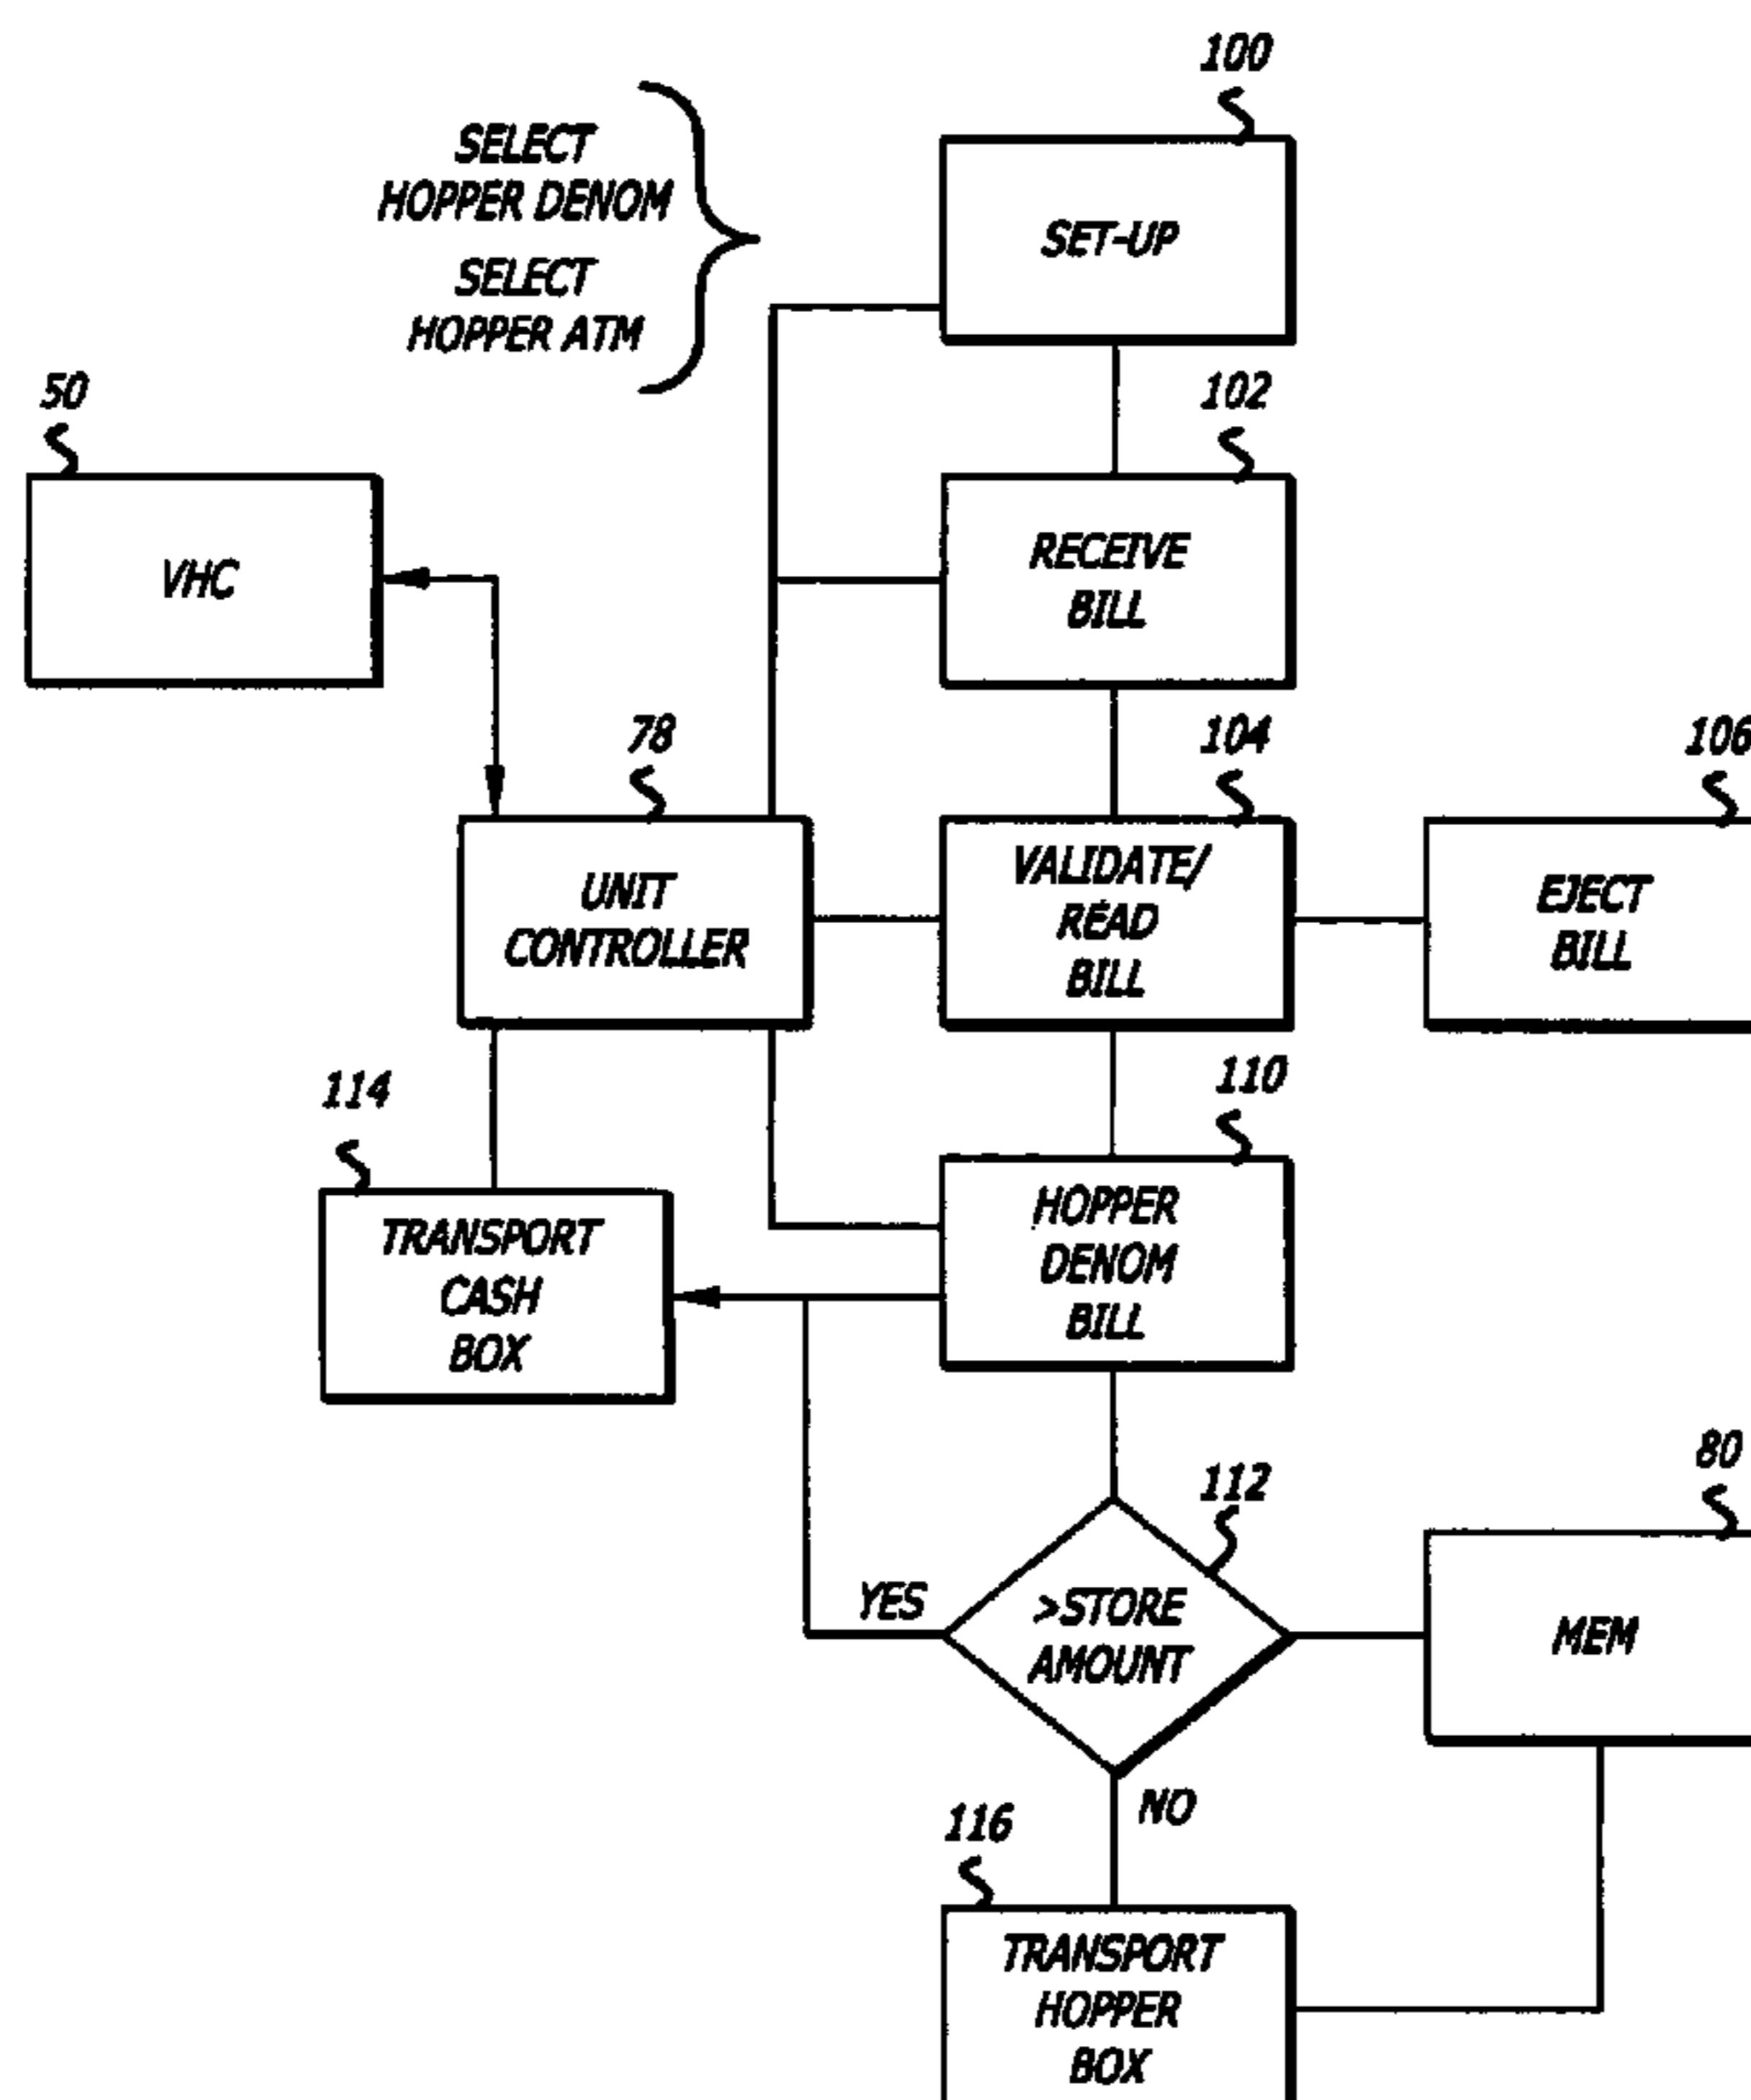 100
SELECT
HOPPER DENOM
SELECT
HOPPER ATM
SET-UP
50
102
VHC
RECEIVE
BILL
78
104
106
UNIT
CONTROLLER
VALIDATE/
READ
BILL
EJECT
BILL
114
110
TRANSPORT
CASH
BOX
HOPPER
DENOM
BILL
112
80
YES
>STORE
AMOUNT
MEM
NO
116
TRANSPORT
HOPPER
BOX